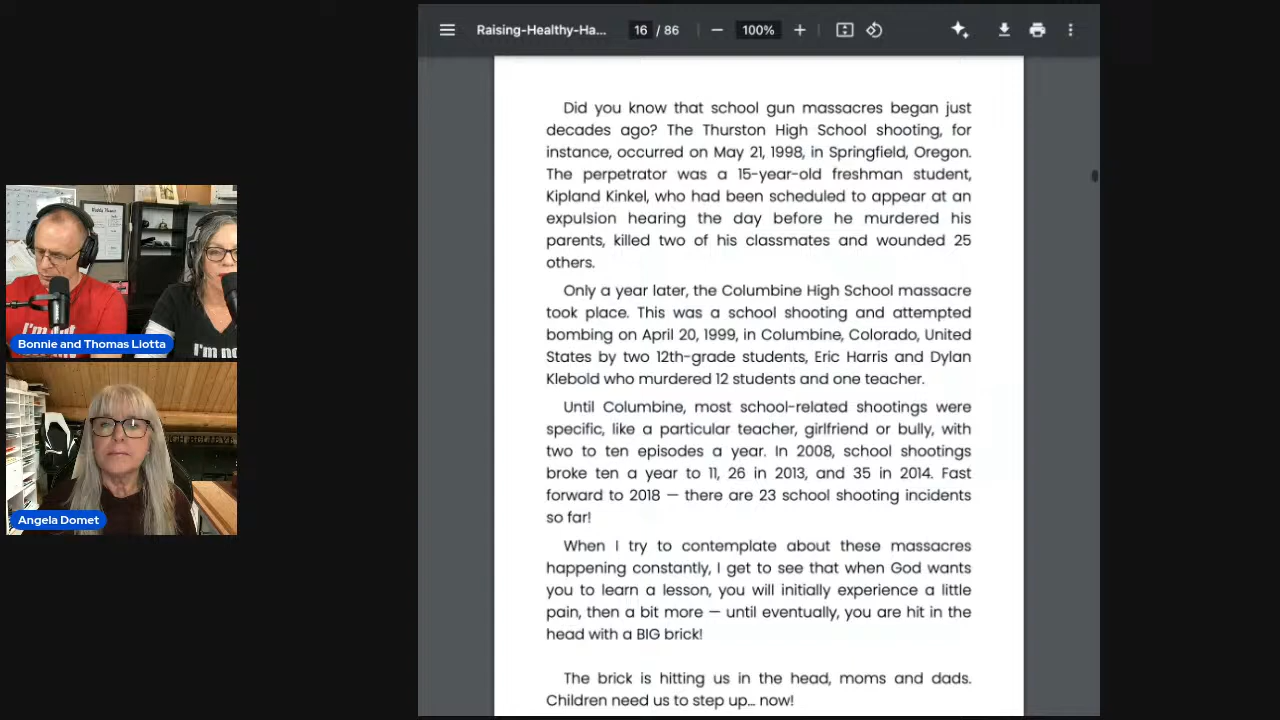 Raising-Healthy-Ha...
16 / 86
100%
Did you know that school gun massacres began just
decades ago? The Thurston High School shooting, for
instance, occurred on May 21, 1998, in Springfield, Oregon.
The perpetrator was a 15-year-old freshman student,
Kipland Kinkel, who had been scheduled to appear at an
expulsion hearing the day before he murdered his
parents, killed two of his classmates and wounded 25
others.
Only a year later, the Columbine High School massacre
took place. This was a school shooting and attempted
bombing on April 20, 1999, in Columbine, Colorado, United
States by two 12th-grade students, Eric Harris and Dylan
Klebold who murdered 12 students and one teacher.
Until Columbine, most school-related shootings were
specific, like a particular teacher, girlfriend or bully, with
two to ten episodes a year. In 2008, school shootings
broke ten a year to 11, 26 in 2013, and 35 in 2014. Fast
forward to 2018 — there are 23 school shooting incidents
so far!
When I try to contemplate about these massacres
happening constantly, I get to see that when God wants
you to learn a lesson, you will initially experience a little
pain, then a bit more — until eventually, you are hit in the
head with a BIG brick!
The brick is hitting us in the head, moms and dads.
Children need us to step up... now!
I'm not
I'm no
Bonnie and Thomas LIotta
BELIEVE
Angela Domet